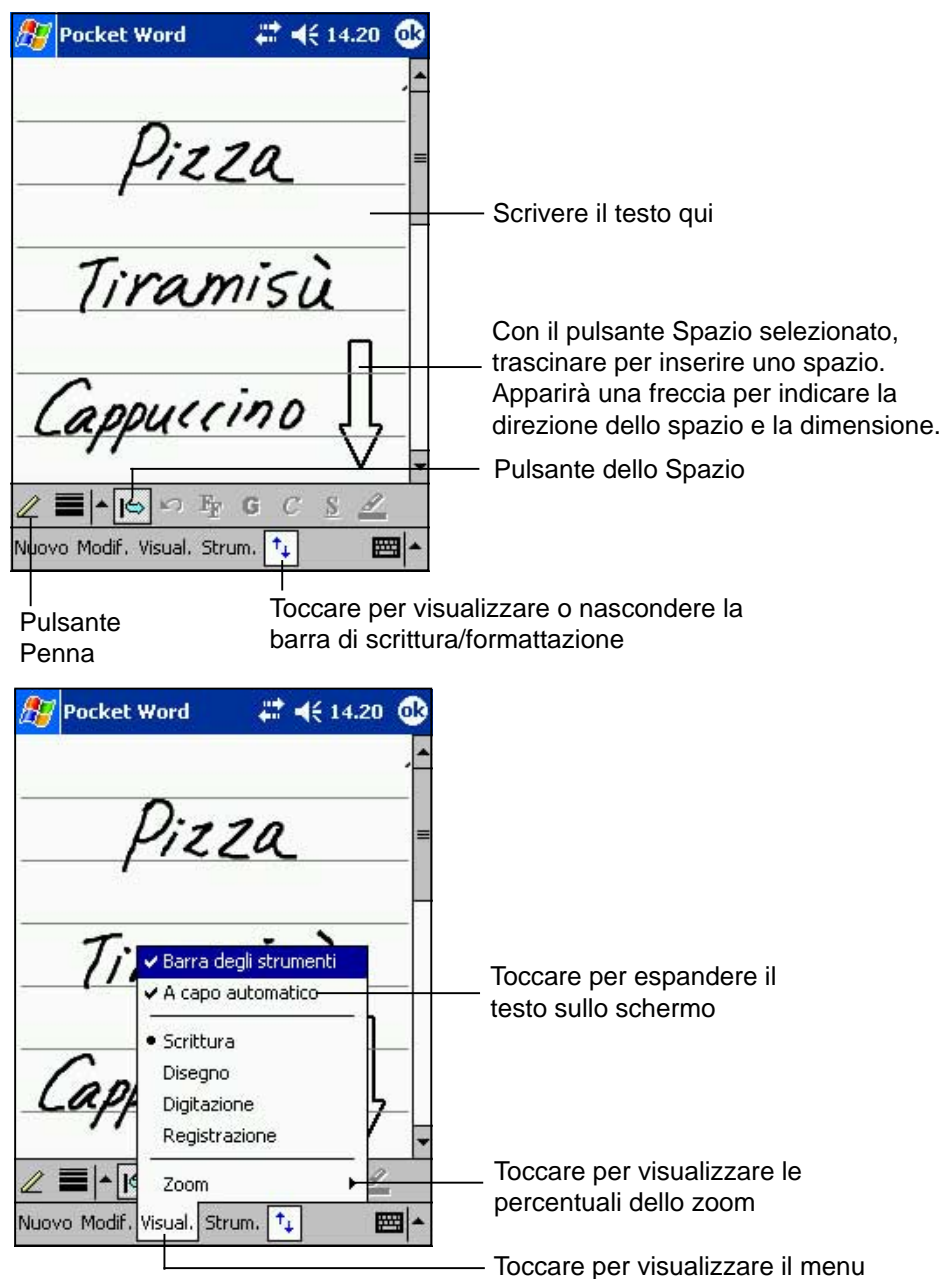 Pocket Word 14.20 ok
Pizza
Scrivere il testo qui
Tiramisù
Con il pulsante Spazio selezionato,
trascinare per inserire uno spazio.
Apparirà una freccia per indicare la
direzione dello spazio e la dimensione.
Cappuccino
Pulsante dello Spazio
G C S
Nuovo Modif. Visual. Strum.
Pulsante
Penna
Toccare per visualizzare o nascondere la
barra di scrittura/formattazione
Pocket Word 14.20 ok
Pizza
Ti
Barra degli strumenti
A capo automatico
Toccare per espandere il
testo sullo schermo
Scrittura
Disegno
Digitazione
Registrazione
Capp
Zoom
Toccare per visualizzare le
percentuali dello zoom
Nuovo Modif. Visual. Strum.
Toccare per visualizzare il menu